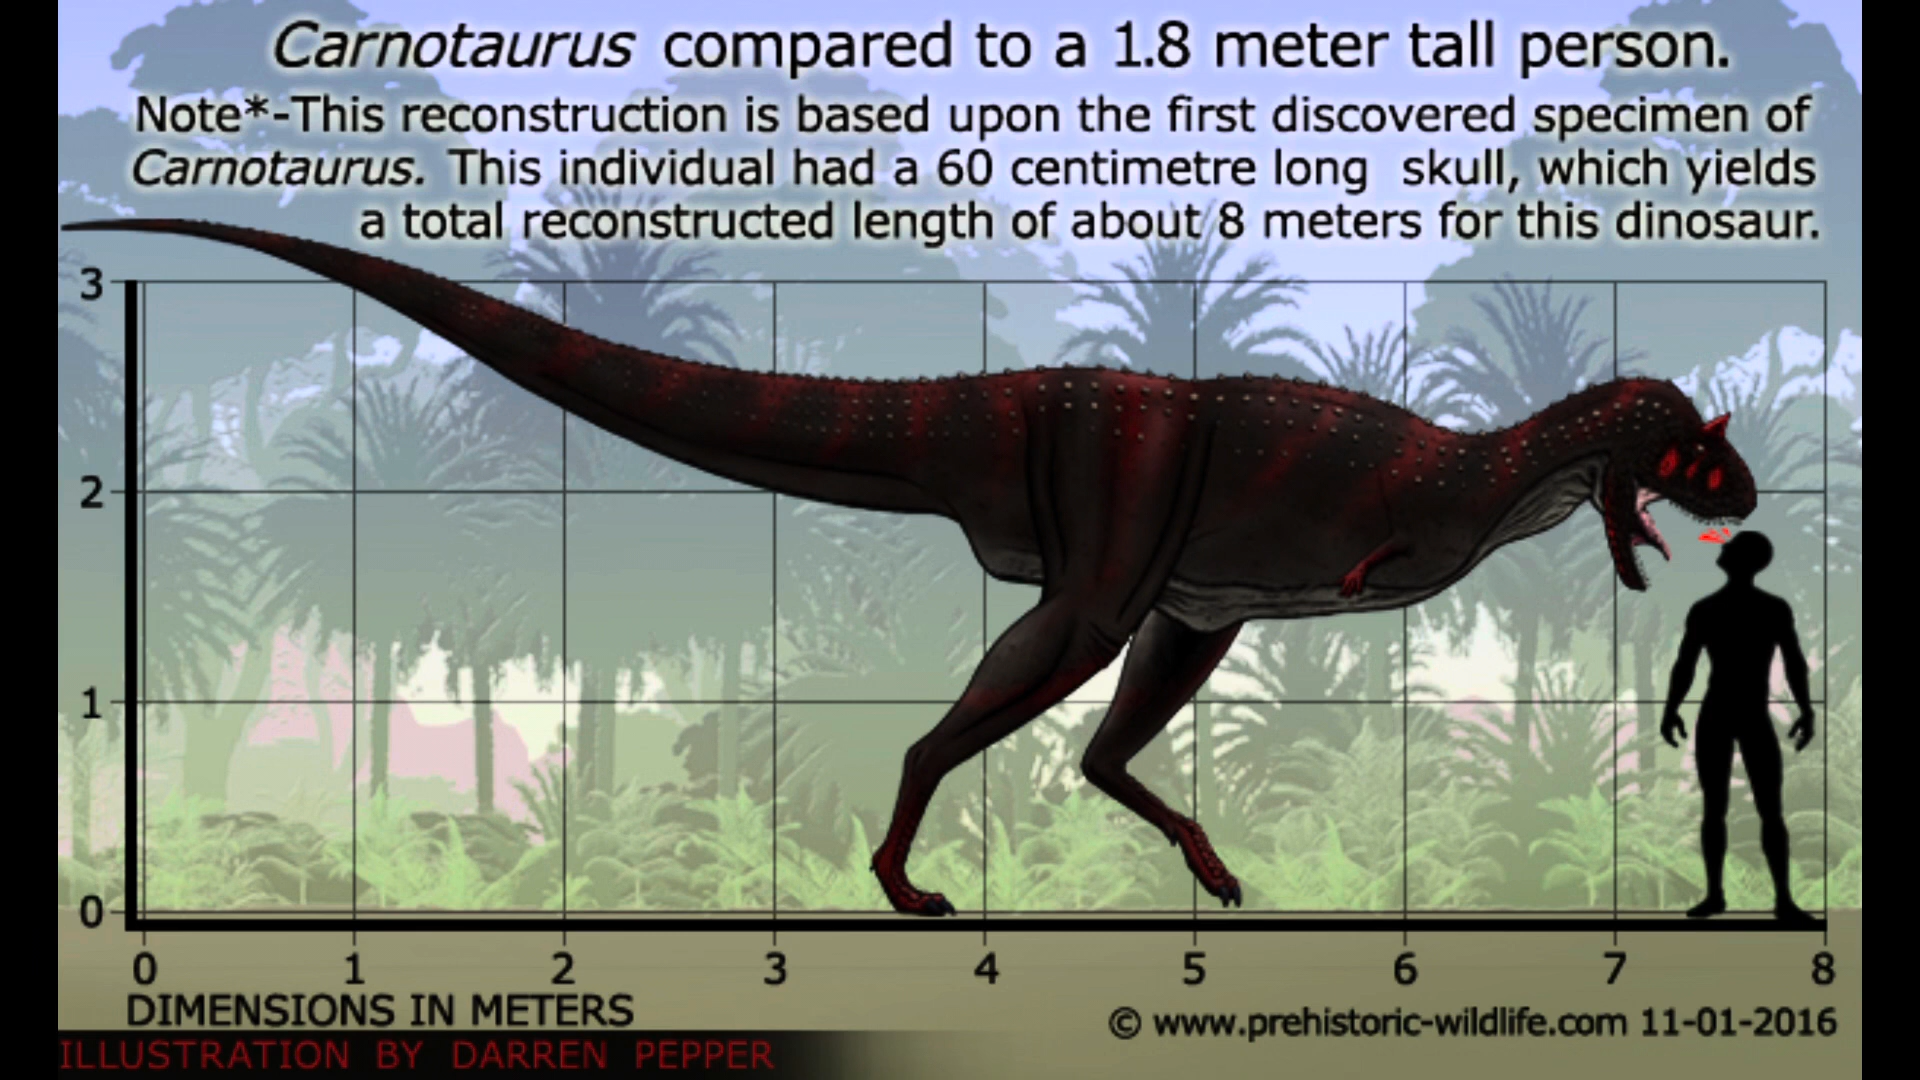 Carnotaurus compared to a 1.8 meter tall person.
Note*-This reconstruction is based upon the first discovered specimen of
Carnotaurus. This individual had a 60 centimetre long skull, which yields
a total reconstructed length of about 8 meters for this dinosaur.
3
2
1
0
0 1 2 3 4 5 6 7 8
DIMENSIONS IN METERS
© www.prehistoric-wildlife.com 11-01-2016
ILLUSTRATION BY DARREN PEPPER